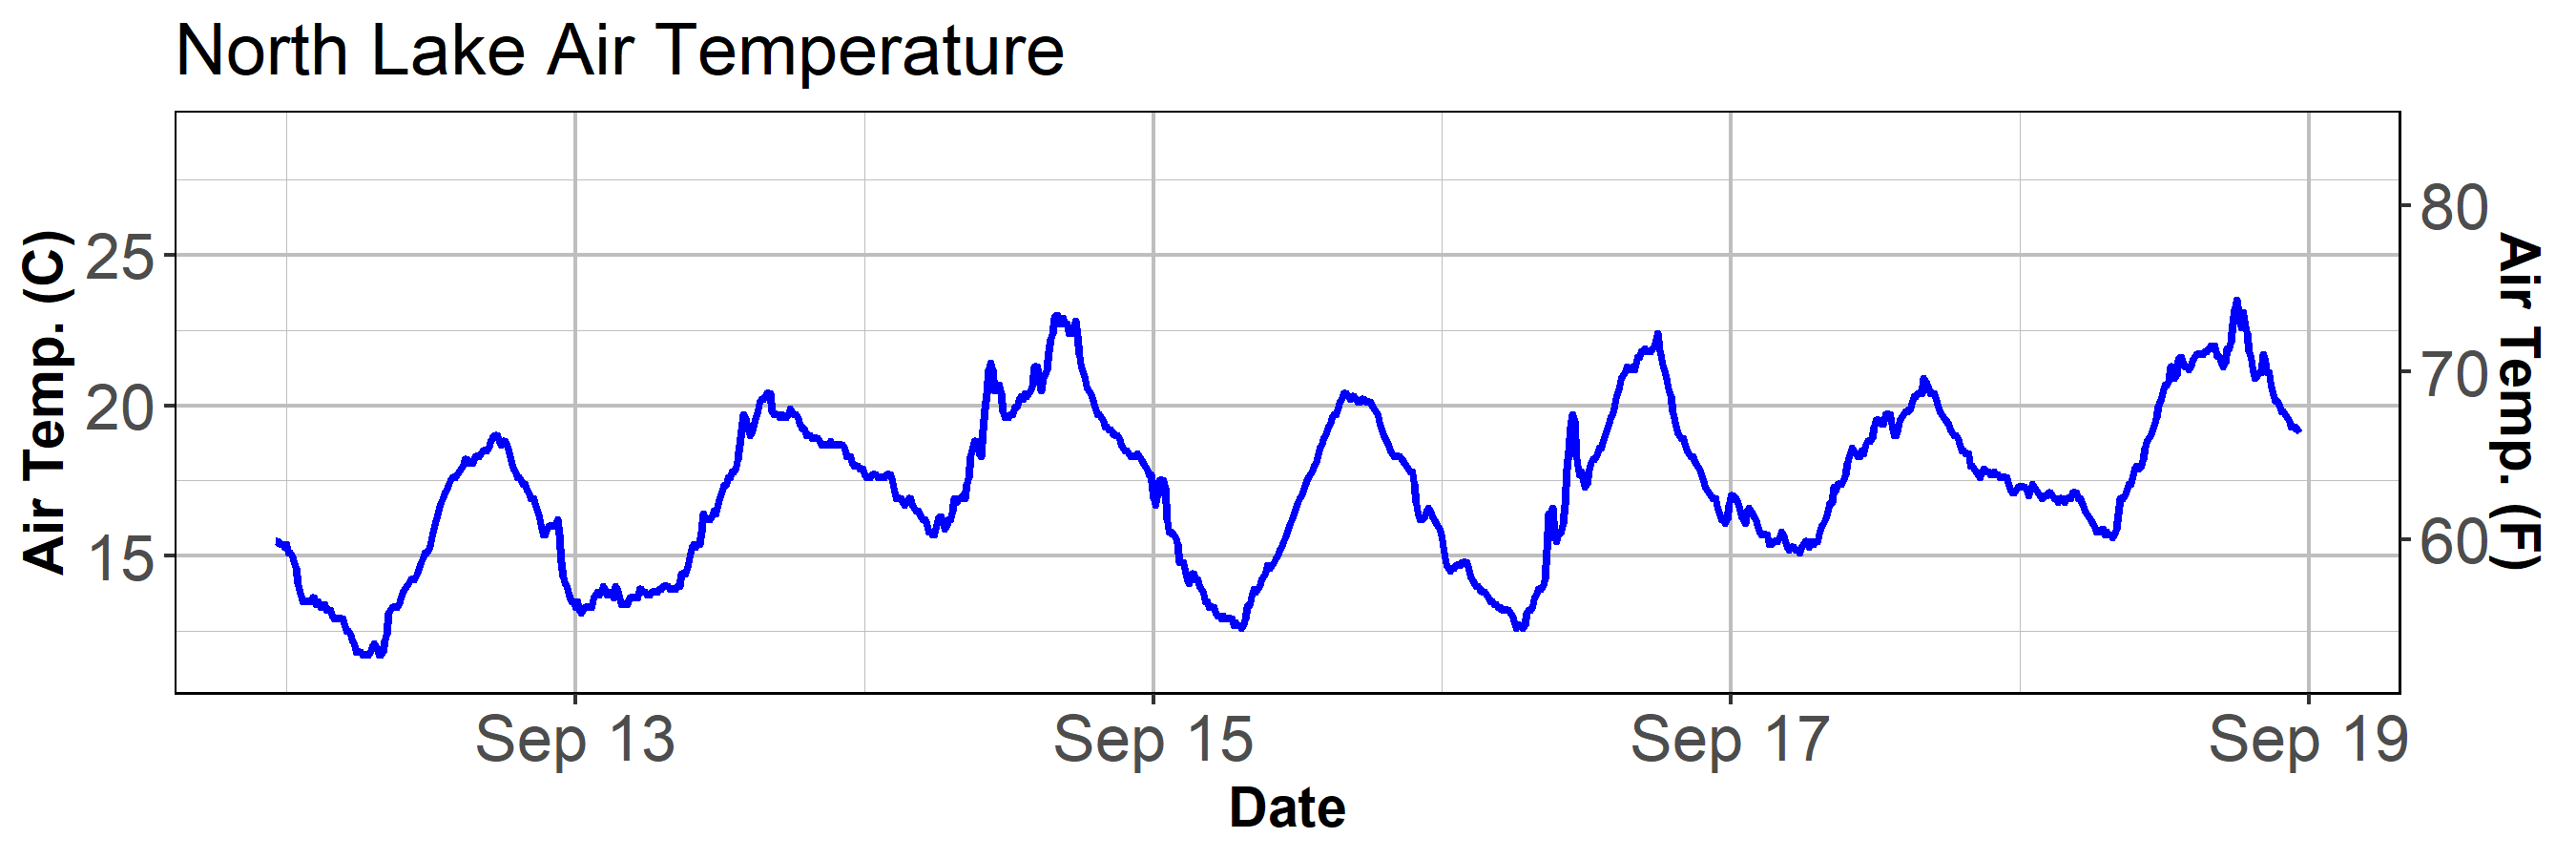 North Lake Air Temperature
Air Temp. (C)
25
20
15
80
70
60
Air Temp. (F)
Sep 13 Sep 15 Sep 17 Sep 19
Date